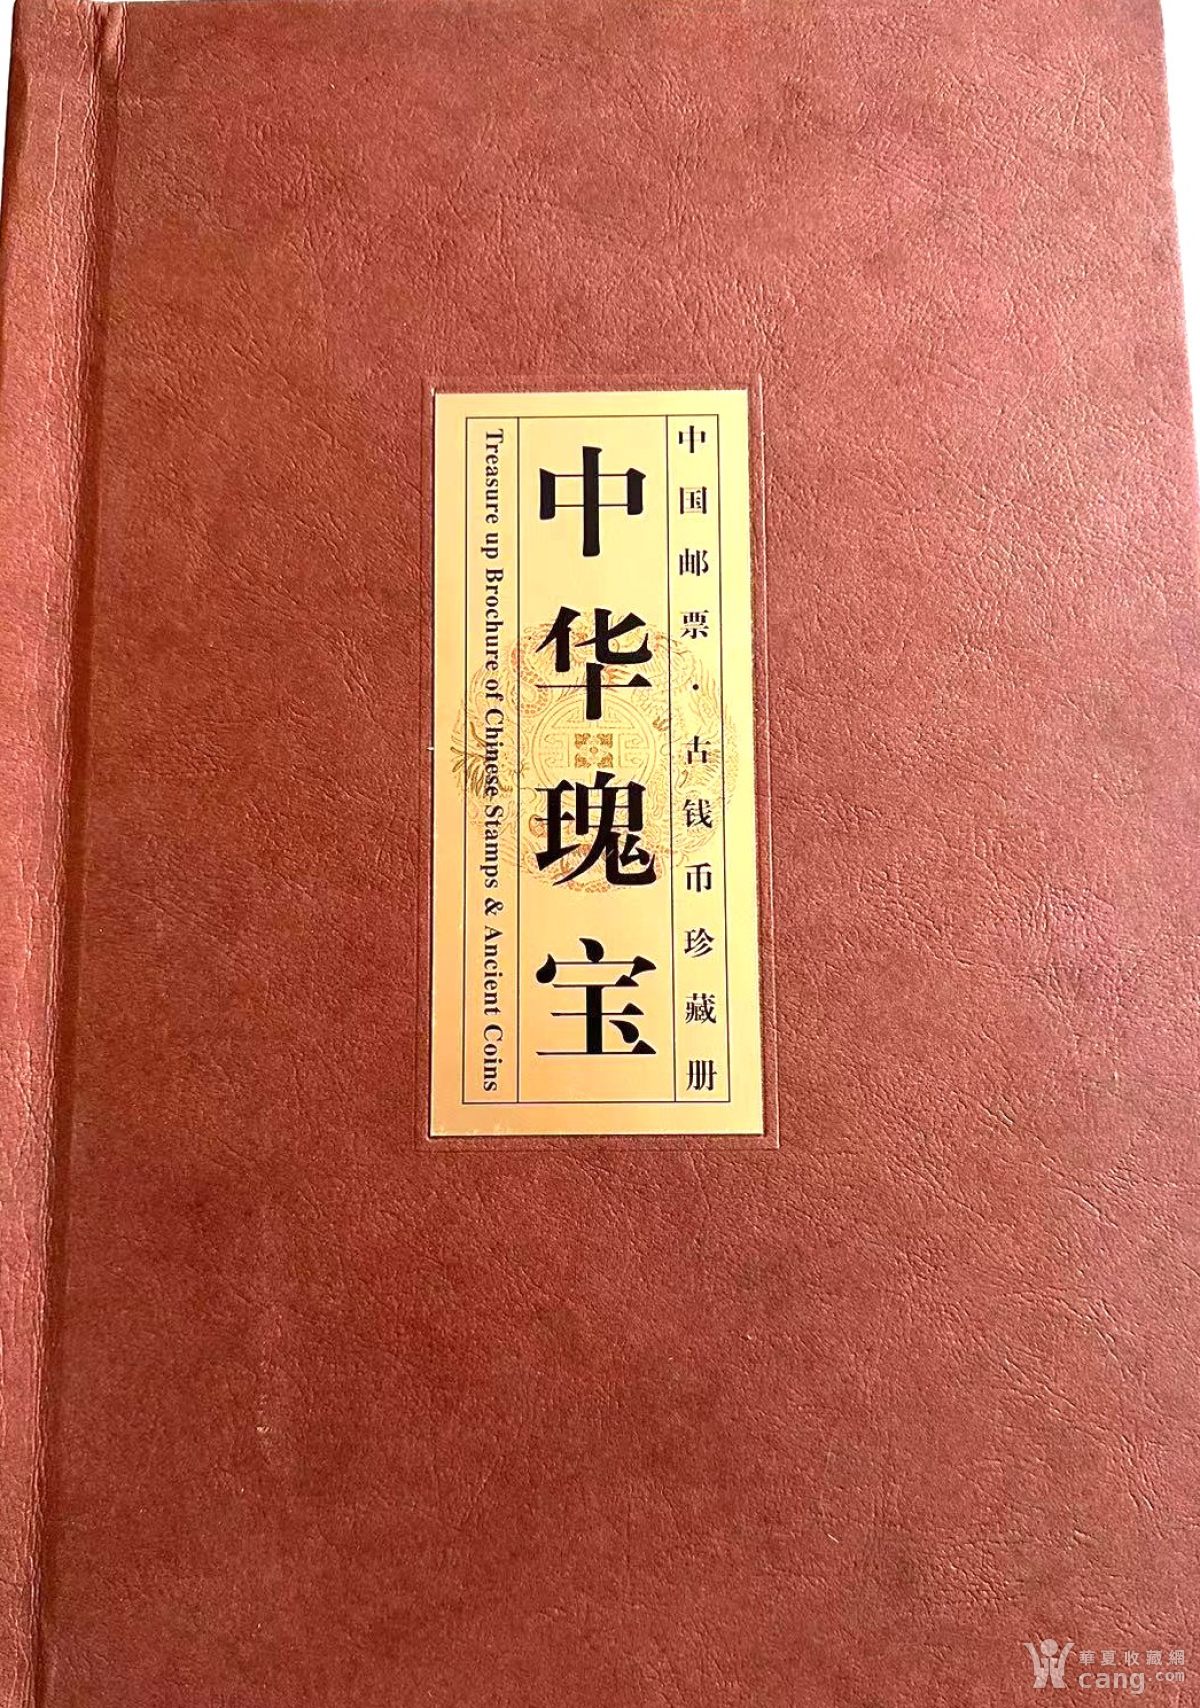 中国邮票·古钱币珍藏册
中华瑰宝
Treasure up Brochure of Chinese Stamps & Ancient Coins
華夏收藏網
cang.com